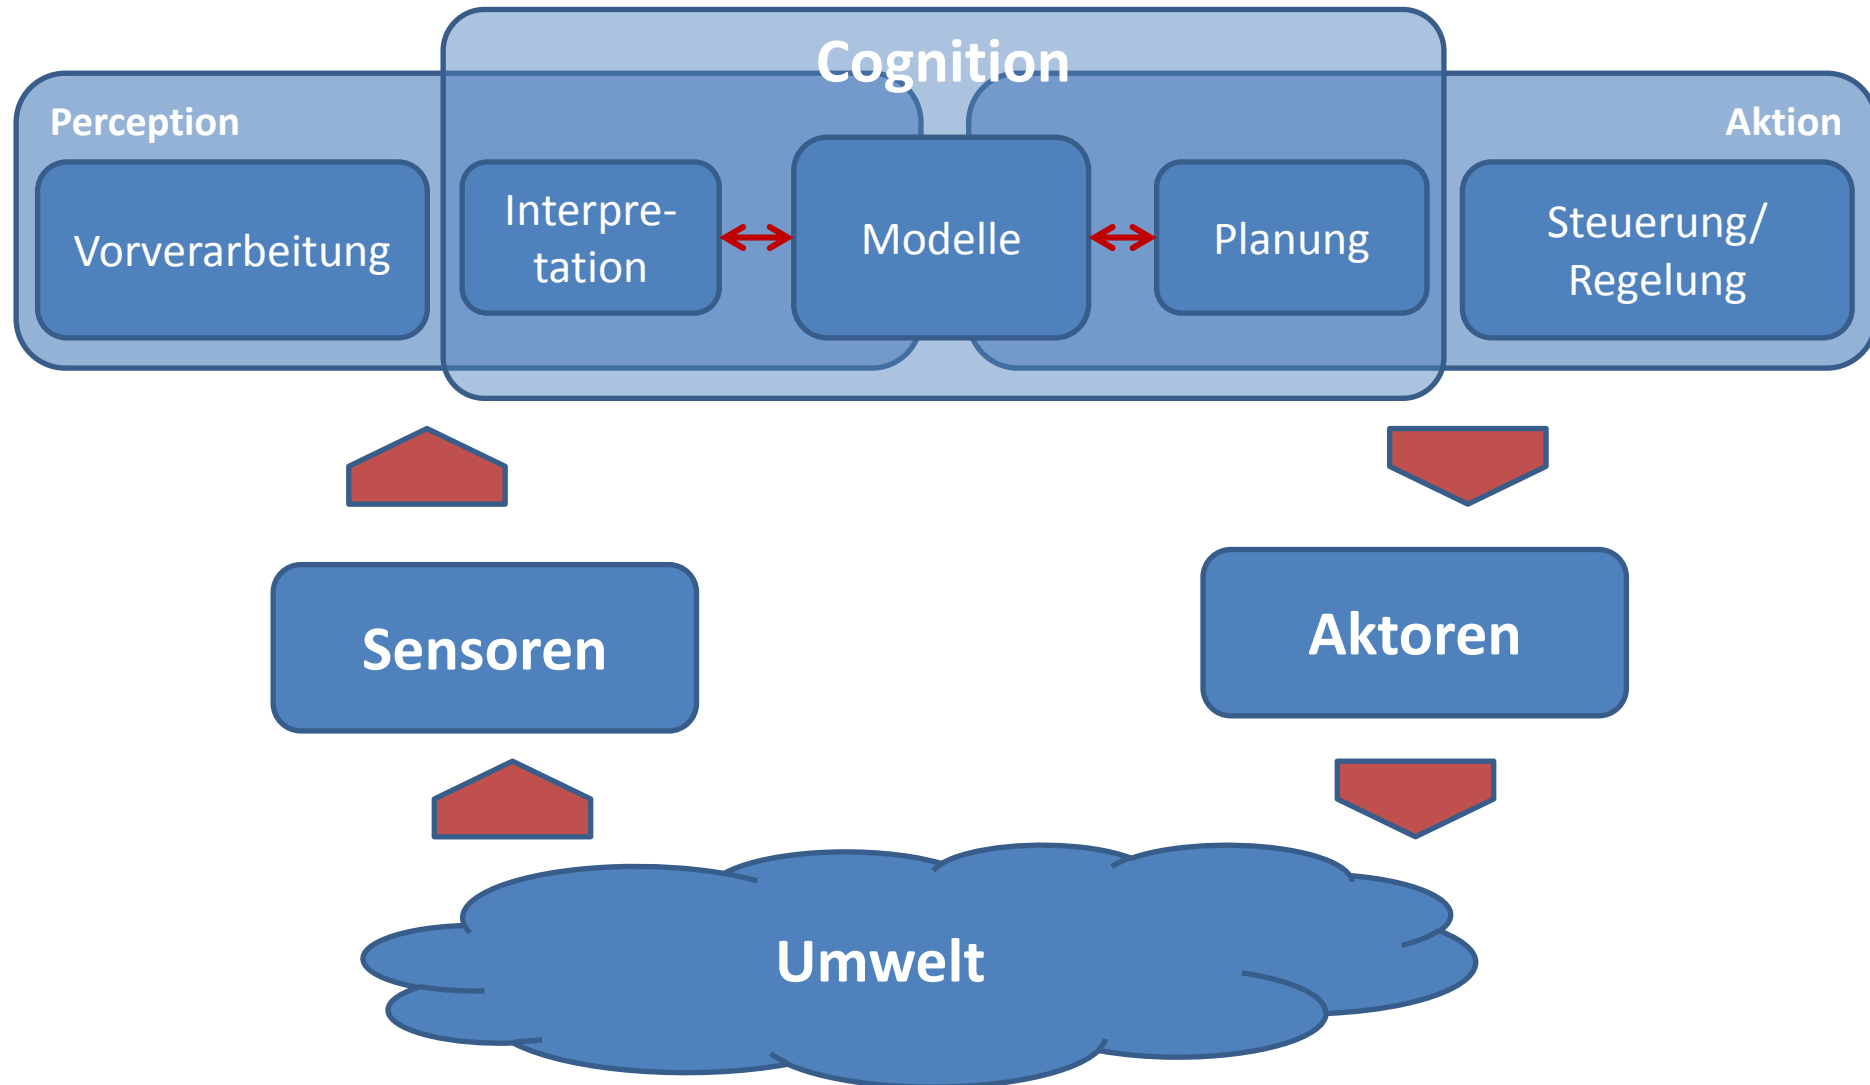 Cognition
Perception
Aktion
Vorverarbeitung
Interpre-
tation
Modelle
Planung
Steuerung/
Regelung
Sensoren
Aktoren
Umwelt